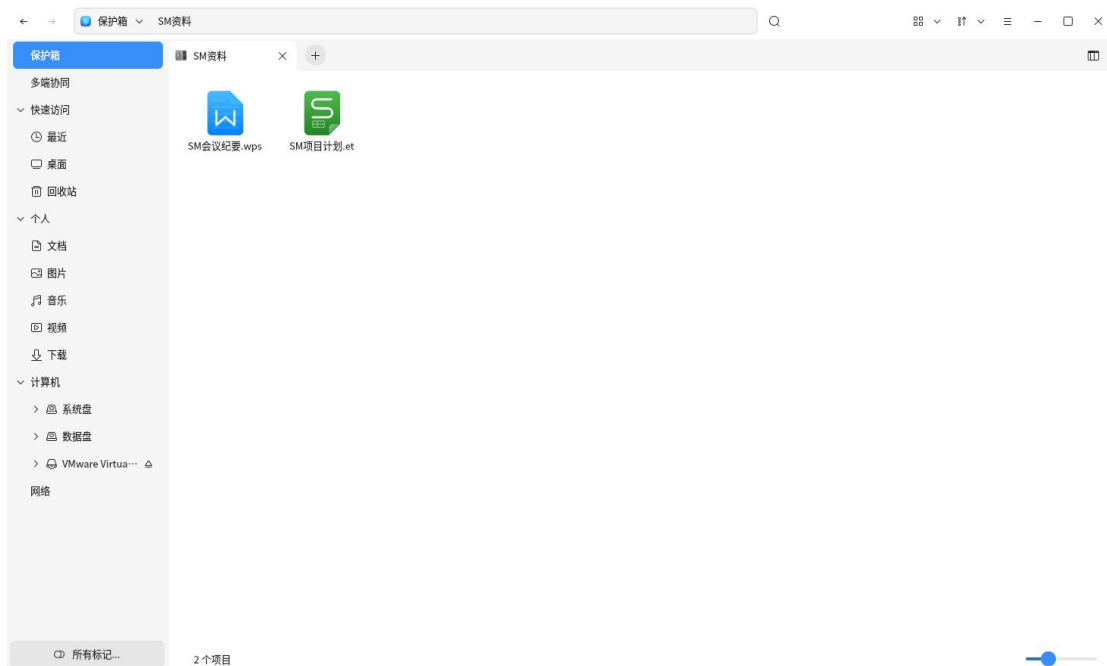 保护箱 SM资料
保护箱
SM资料
多端协同
快速访问
最近
桌面
回收站
个人
文档
图片
音乐
视频
下载
计算机
系统盘
数据盘
VMware Virtua…
网络
所有标记...
SM会议纪要.wps
SM项目计划.et
2个项目